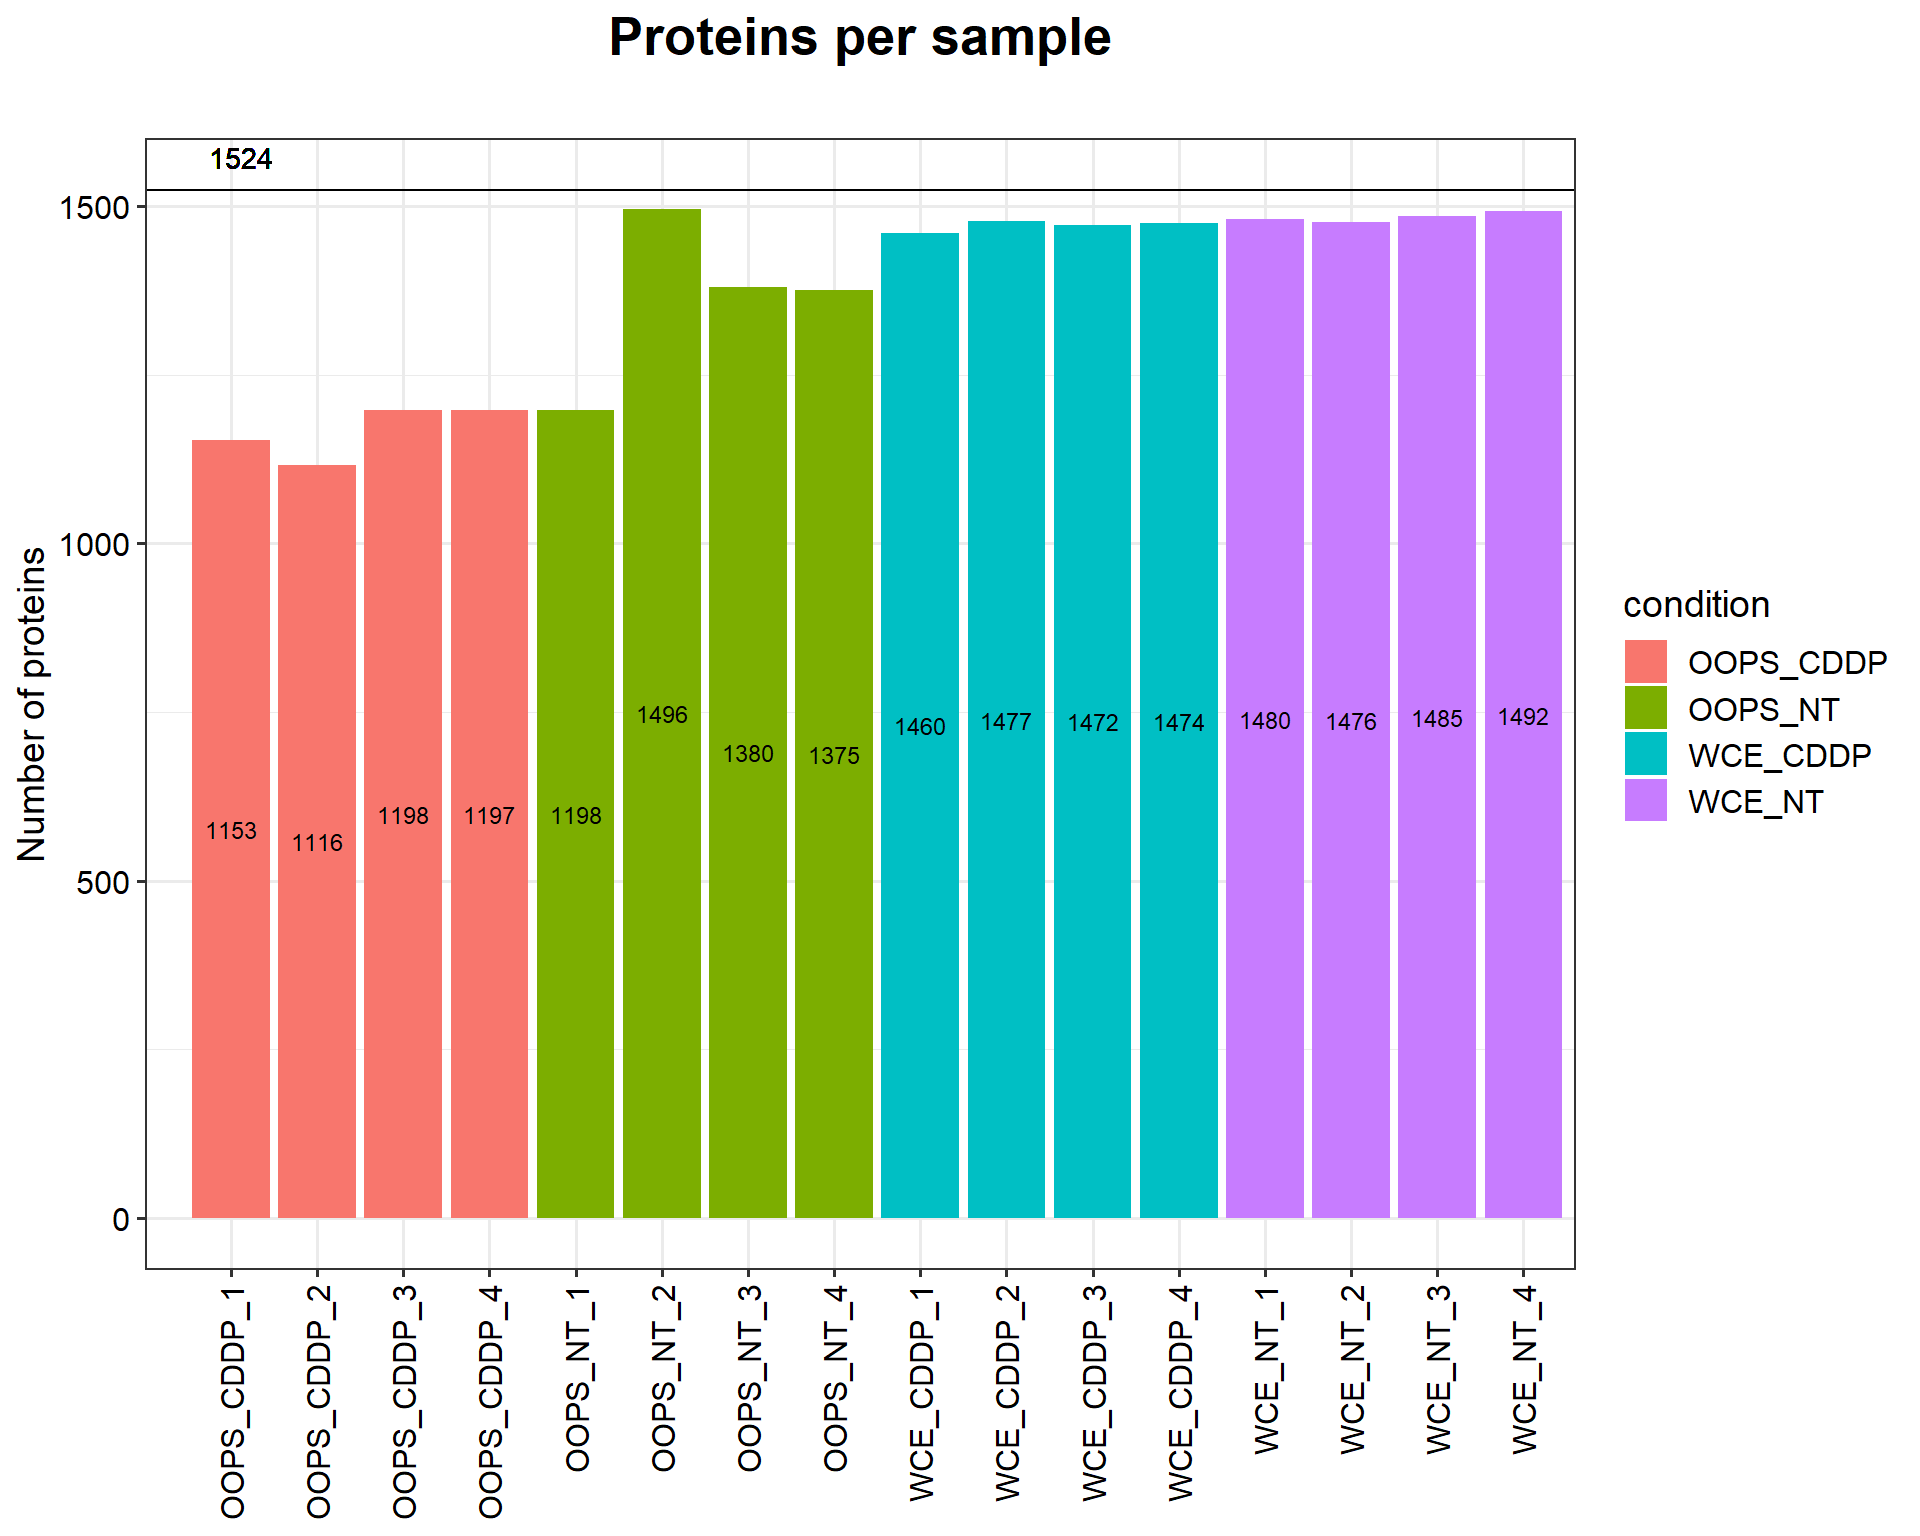 Proteins per sample
1524
1500
1000
500
0
Number of proteins
1153
1116
1198
1197
1198
1496
1380
1375
1460
1477
1472
1474
1480
1476
1485
1492
OOPS_CDDP_1
OOPS_CDDP_2
OOPS_CDDP_3
OOPS_CDDP_4
OOPS_NT_1
OOPS_NT_2
OOPS_NT_3
OOPS_NT_4
WCE_CDDP_1
WCE_CDDP_2
WCE_CDDP_3
WCE_CDDP_4
WCE_NT_1
WCE_NT_2
WCE_NT_3
WCE_NT_4
condition
OOPS_CDDP
OOPS_NT
WCE_CDDP
WCE_NT